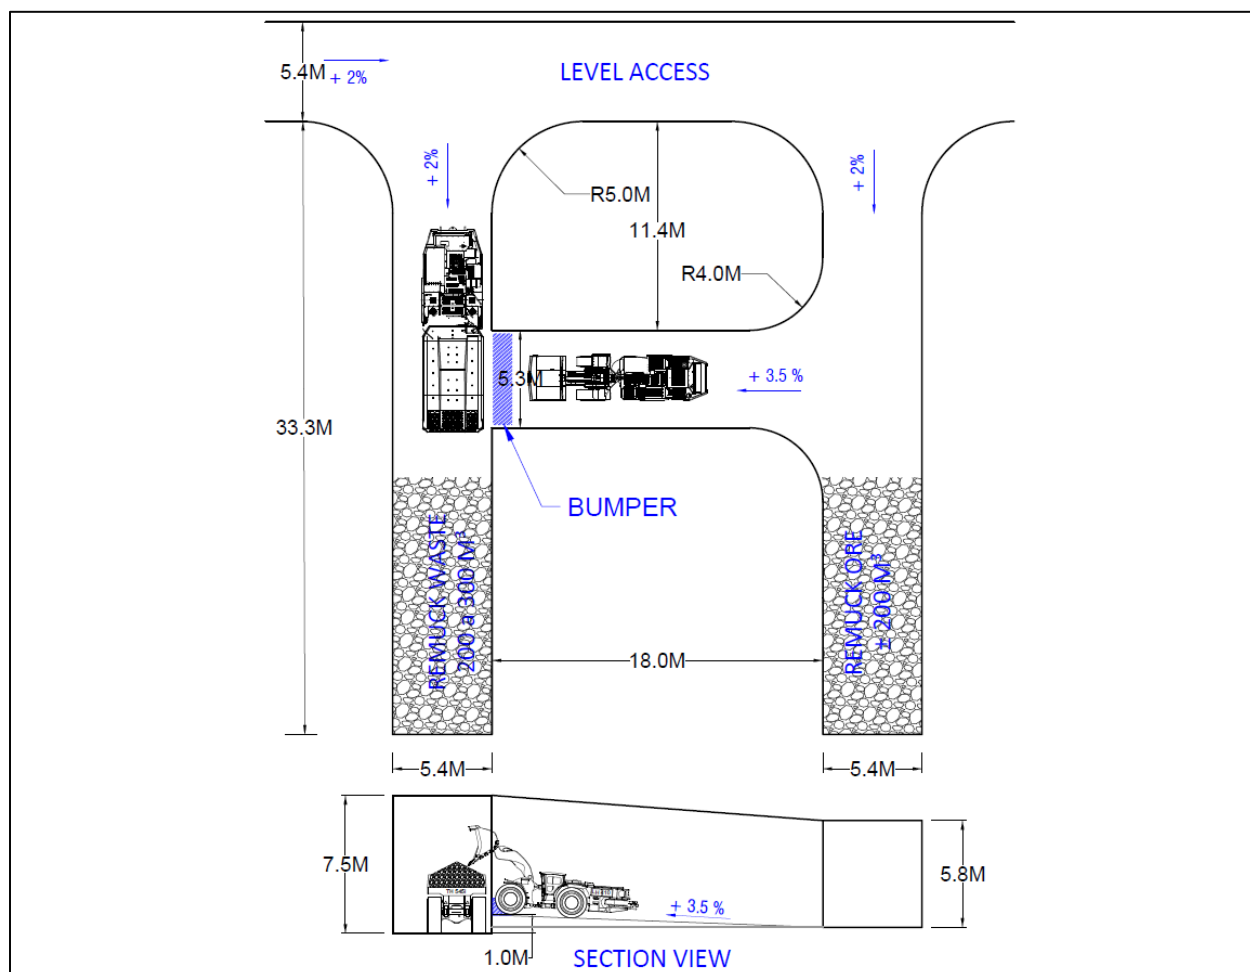 5.4M
+ 2%
LEVEL ACCESS
+ 2%
+ 2%
R5.0M
11.4M
R4.0M
5.3M
+ 3.5 %
33.3M
BUMPER
REMUCK WASTE
200 a 300 M³
REMUCK ORE
± 200 M³
18.0M
5.4M
5.4M
7.5M
5.8M
+ 3.5 %
1.0M
SECTION VIEW